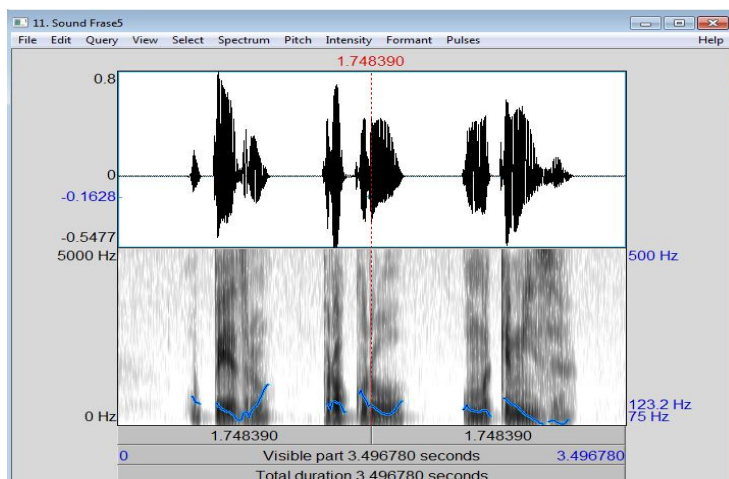 11. Sound Frase5
File Edit Query View Select Spectrum Pitch Intensity Formant Pulses Help
1.748390
0.8
0
-0.1628
-0.5477
5000 Hz 500 Hz
123.2 Hz
0 Hz 75 Hz
1.748390 1.748390
0 Visible part 3.496780 seconds 3.496780
Total duration 3.496780 seconds